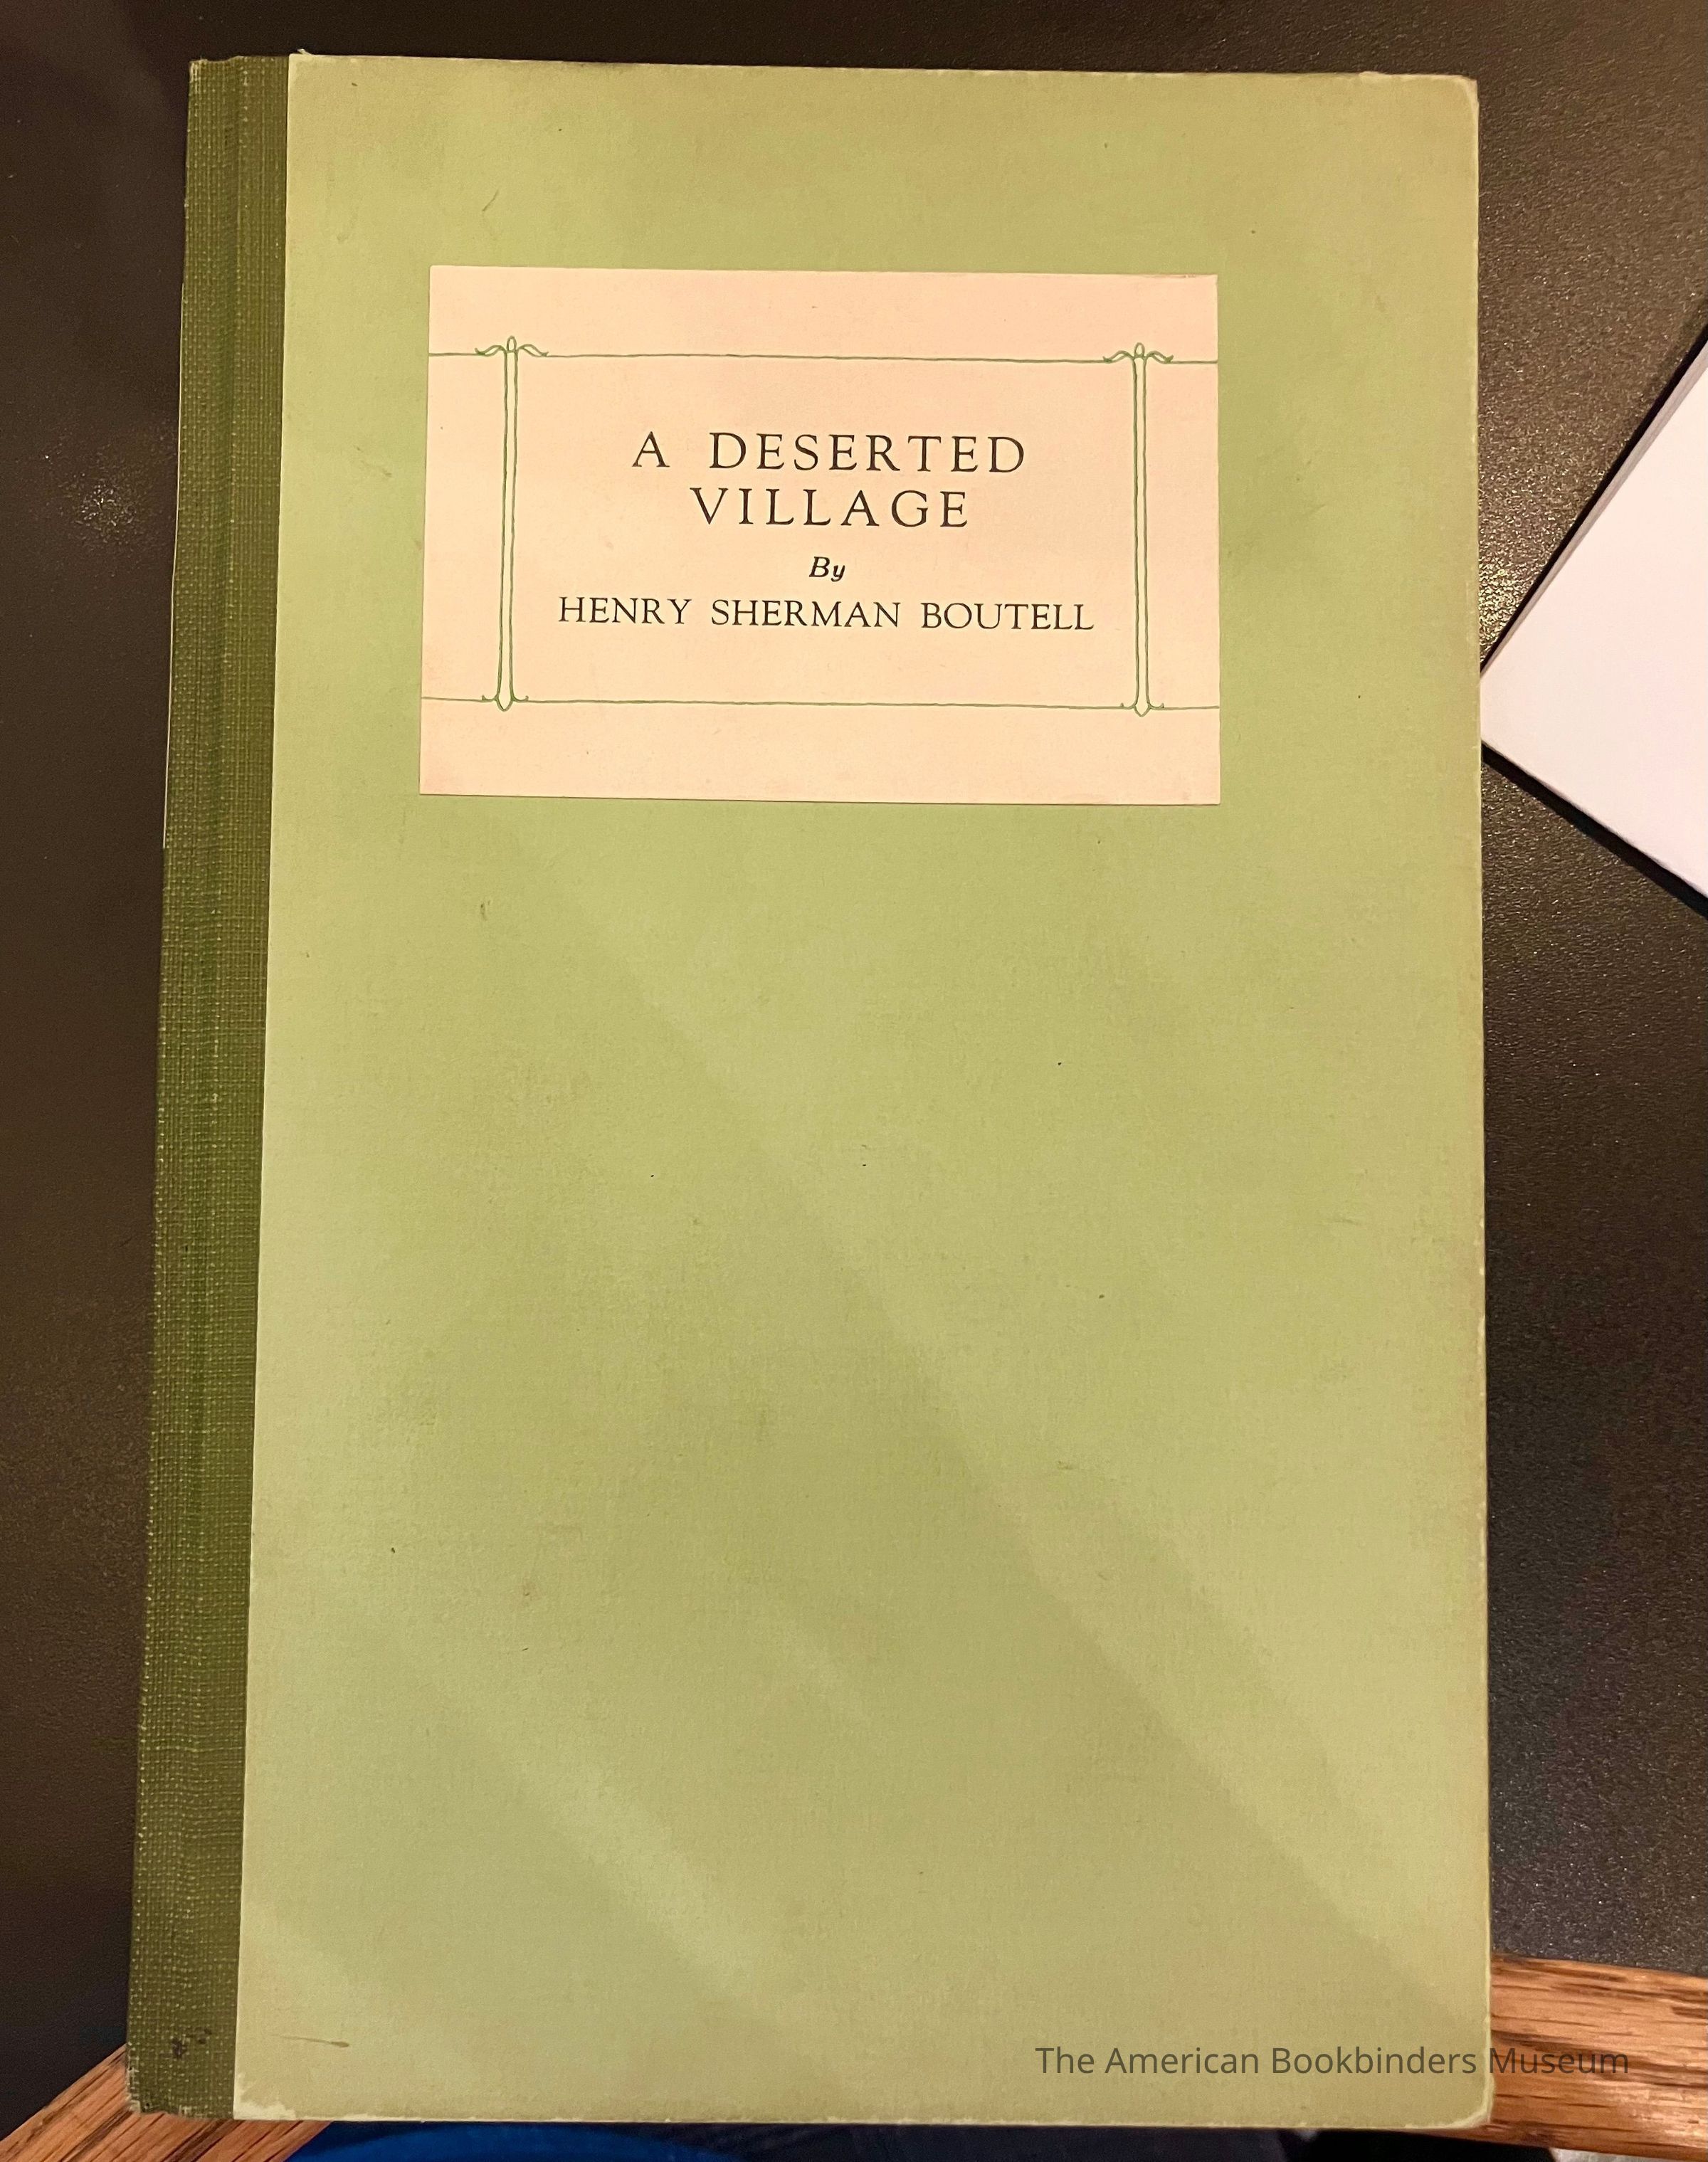 A DESERTED
VILLAGE
By
HENRY SHERMAN BOUTELL
The American Bookbinders Museum